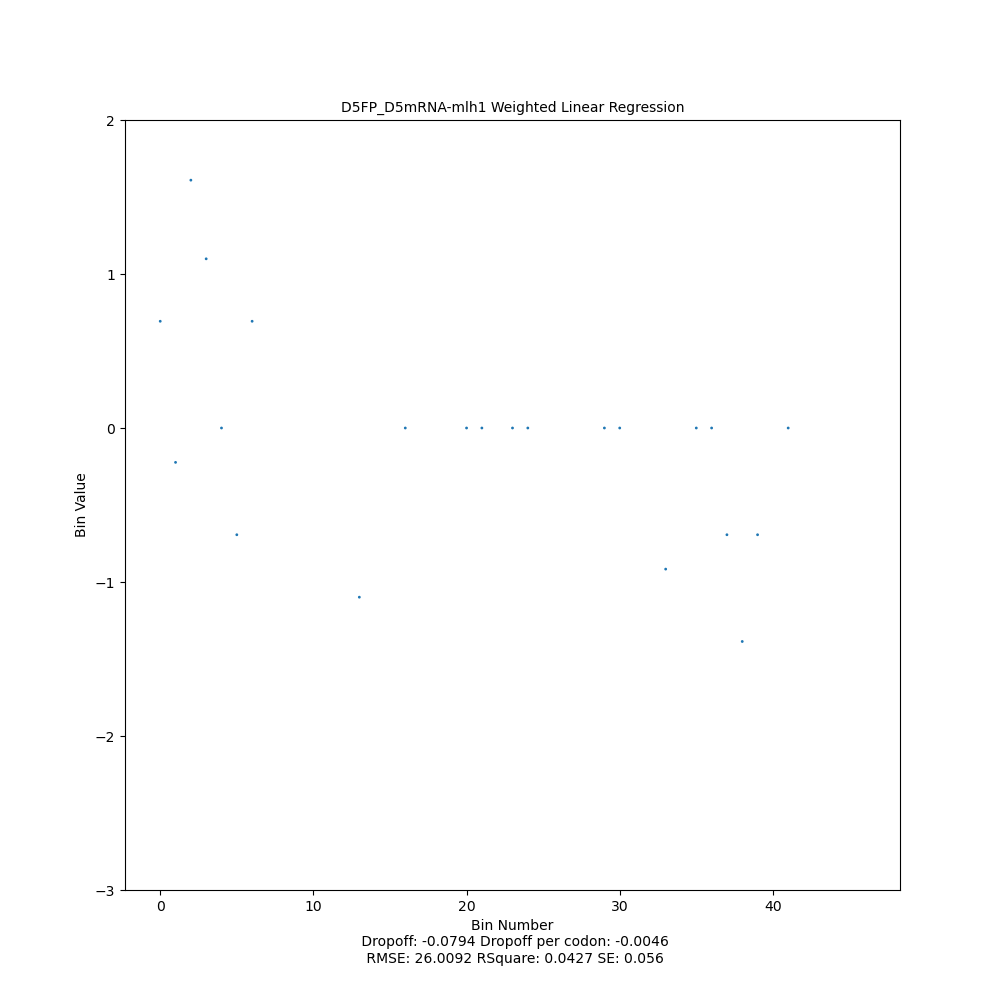 D5FP_D5mRNA-mlh1 Weighted Linear Regression
2
1
0
−1
−2
−3
Bin Value
0 10 20 30 40
Bin Number
Dropoff: -0.0794 Dropoff per codon: -0.0046
RMSE: 26.0092 RSquare: 0.0427 SE: 0.056